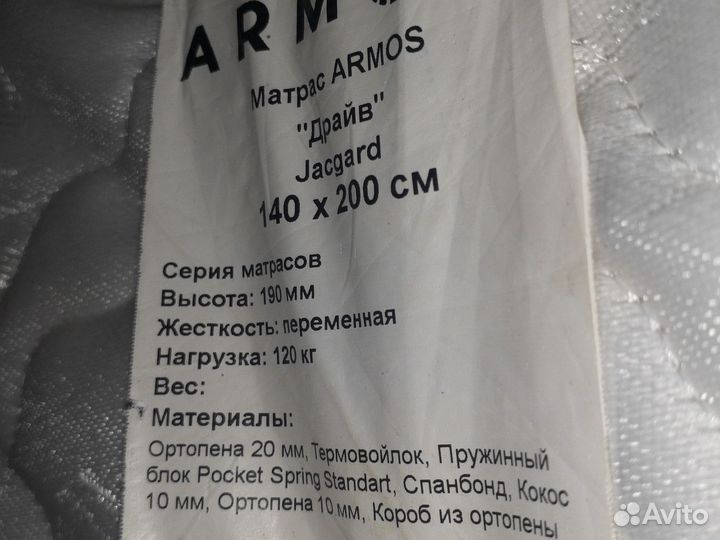 ARMOS
Матрас ARMOS
"Драйв"
Jacgard
140 x 200 см
Серия матрасов
Высота: 190 мм
Жесткость: переменная
Нагрузка: 120 кг
Вес:
Материалы:
Ортопена 20 мм, Термовойлок, Пружинный
блок Pocket Spring Standart, Спанбонд, Кокос
10 мм, Ортопена 10 мм, Короб из ортопены
Avito